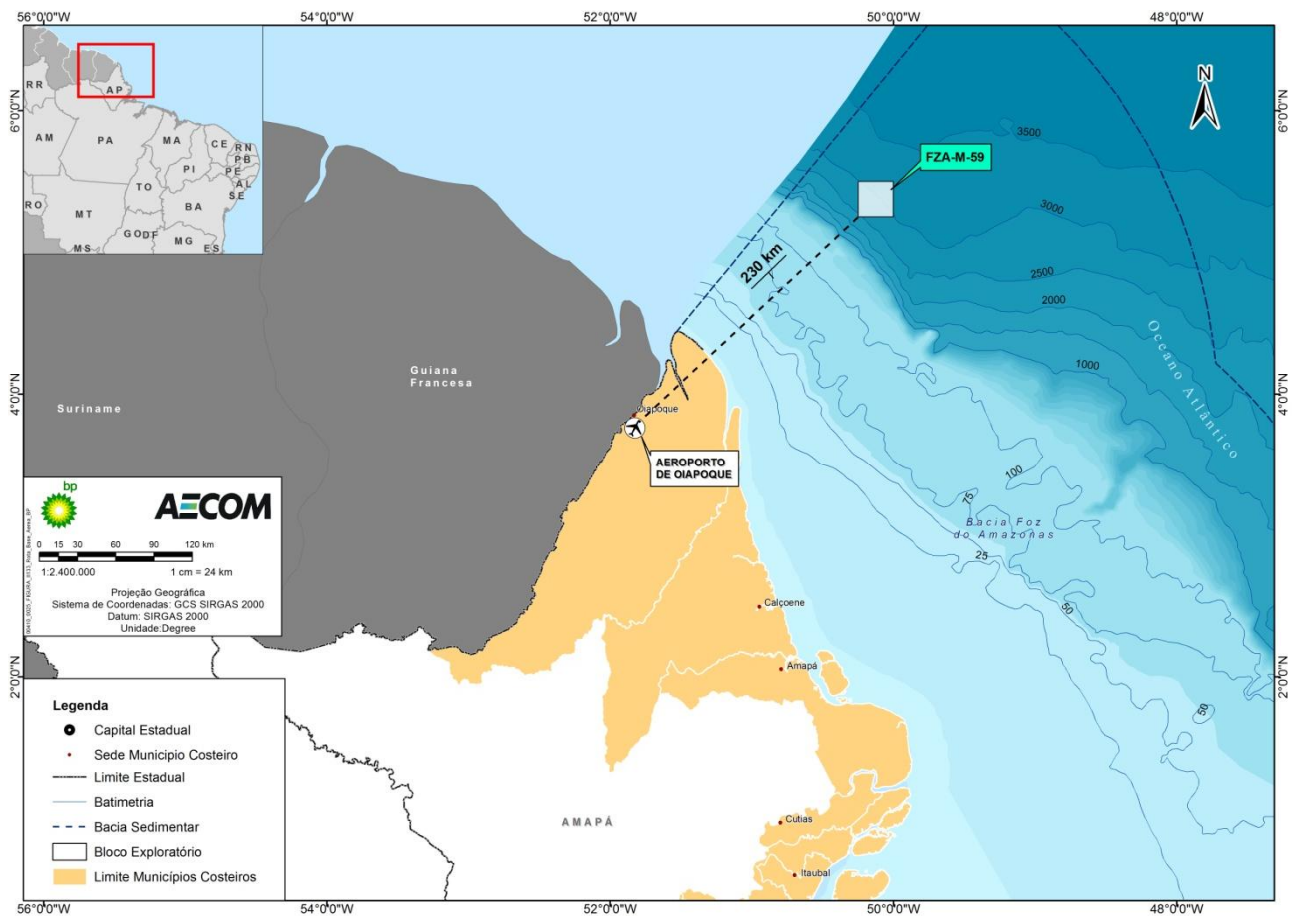 56°0'0"W
54°0'0"W
52°0'0"W
50°0'0"W
48°0'0"W
6°0'0"N
4°0'0"N
2°0'0"N
6°0'0"N
4°0'0"N
2°0'0"N
RR
AP
AM
PA
MA
CE
RN
PB
PE
AL
SE
PI
TO
RO
MT
BA
GO
DF
MG
MS
ES
N
3500
FZA-M-59
3000
2500
2000
1000
230 km
Oceano Atlântico
Guiana
Francesa
Suriname
Oiapoque
AEROPORTO
DE OIAPOQUE
100
75
Bacia Foz
do Amazonas
25
50
50
Calçoene
Amapá
AMAPÁ
Cutias
Itaubal
bp
AECOM
0 15 30 60 90 120 km
1:2.400.000 1 cm = 24 km
Projeção Geográfica
Sistema de Coordenadas: GCS SIRGAS 2000
Datum: SIRGAS 2000
Unidade:Degree
Legenda
Capital Estadual
Sede Municipio Costeiro
Limite Estadual
Batimetria
Bacia Sedimentar
Bloco Exploratório
Limite Municípios Costeiros
56°0'0"W
54°0'0"W
52°0'0"W
50°0'0"W
48°0'0"W